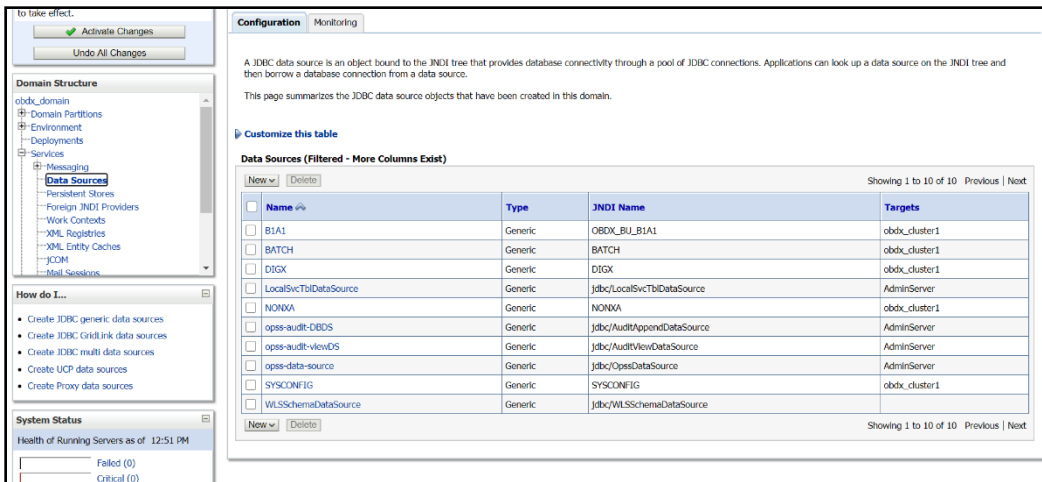 to take effect.
Activate Changes
Undo All Changes
Domain Structure
obdx_domain
Domain Partitions
Environment
Deployments
Services
Messaging
Data Sources
Persistent Stores
Foreign JNDI Providers
Work Contexts
XML Registries
XML Entity Caches
jCOM
Mail Sessions
How do I...
Create JDBC generic data sources
Create JDBC GridLink data sources
Create JDBC multi data sources
Create UCP data sources
Create Proxy data sources
System Status
Health of Running Servers as of 12:51 PM
Failed (0)
Critical (0)
Configuration Monitoring
A JDBC data source is an object bound to the JNDI tree that provides database connectivity through a pool of JDBC connections. Applications can look up a data source on the JNDI tree and
then borrow a database connection from a data source.
This page summarizes the JDBC data source objects that have been created in this domain.
Customize this table
Data Sources (Filtered - More Columns Exist)
New Delete Showing 1 to 10 of 10 Previous | Next
Name Type JNDI Name Targets
B1A1 Generic OBDX_BU_B1A1 obdx_cluster1
BATCH Generic BATCH obdx_cluster1
DIGX Generic DIGX obdx_cluster1
LocalSvcTblDataSource Generic jdbc/LocalSvcTblDataSource AdminServer
NONXA Generic NONXA obdx_cluster1
opss-audit-DBDS Generic jdbc/AuditAppendDataSource AdminServer
opss-audit-viewDS Generic jdbc/AuditViewDataSource AdminServer
opss-data-source Generic jdbc/OpssDataSource AdminServer
SYSCONFIG Generic SYSCONFIG obdx_cluster1
WLSSchemaDataSource Generic jdbc/WLSSchemaDataSource
New Delete Showing 1 to 10 of 10 Previous | Next